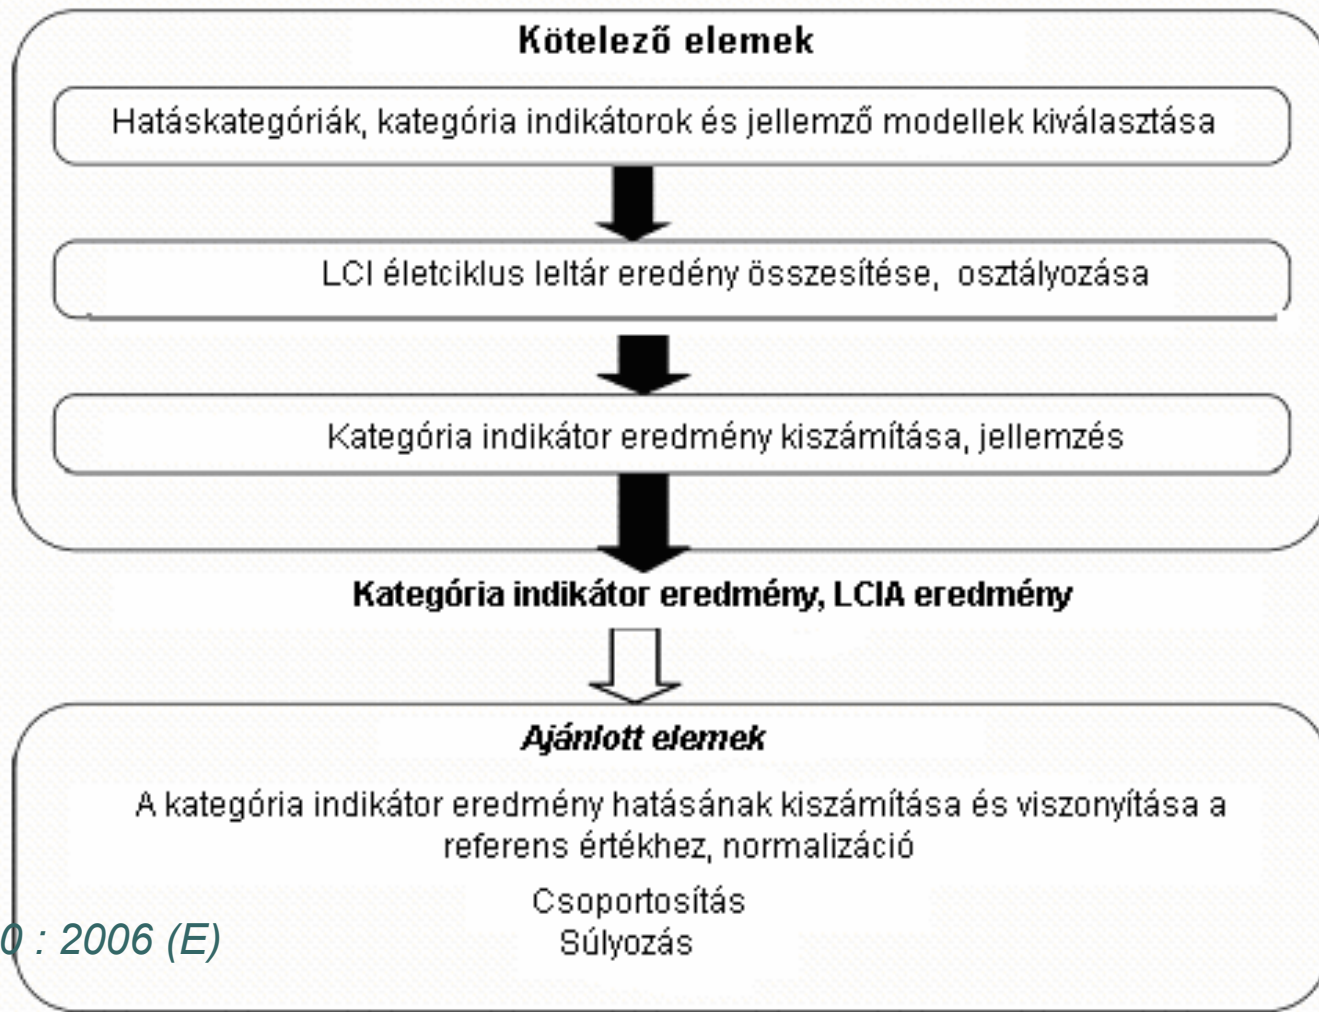 Kötelező elemek
Hatáskategóriák, kategória indikátorok és jellemző modellek kiválasztása
LCI életciklus leltár eredény összesítése, osztályozása
Kategória indikátor eredmény kiszámítása, jellemzés
Kategória indikátor eredmény, LCIA eredmény
Ajánlott elemek
A kategória indikátor eredmény hatásának kiszámítása és viszonyítása a
referens értékhez, normalizáció
Csoportosítás
Súlyozás
0 : 2006 (E)